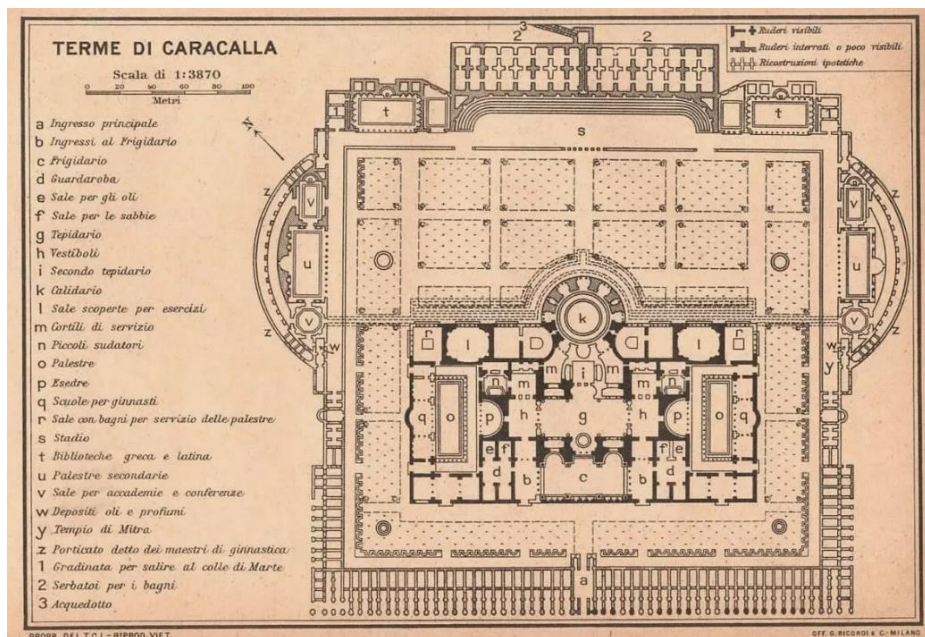 TERME DI CARACALLA
Scala di 1:3870
0 20 40 60 80 100
Metri
a Ingresso principale
b Ingressi al Frigidario
c Frigidario
d Guardaroba
e Sale per gli oli
f Sale per le sabbie
g Tepidario
h Vestiboli
i Secondo tepidario
k Calidario
l Sale scoperte per esercizi
m Cortili di servizio
n Piccoli sudatori
o Palestre
p Esedre
q Scuole per ginnasti
r Sale con bagni per servizio delle palestre
s Stadio
t Biblioteche greca e latina
u Palestre secondarie
v Sale per accademie e conferenze
w Depositi oli e profumi
y Tempio di Mitra
z Porticato detto dei maestri di ginnastica
1 Gradinata per salire al colle di Marte
2 Serbatoi per i bagni
3 Acquedotto
Ruderi visibili
Ruderi interrati o poco visibili
Ricostruzioni ipotetiche
N
3
2 2
t t
s
z z
v v
u u
k
v v
z z
r l l r
w w
y
m i m
n m m n
q o p h g h p o q
e f f e
d d
b c b
a
PROPR. DEL T.C.I. - RIPROD. VIET.
OFF. G. RICORDI & C. - MILANO